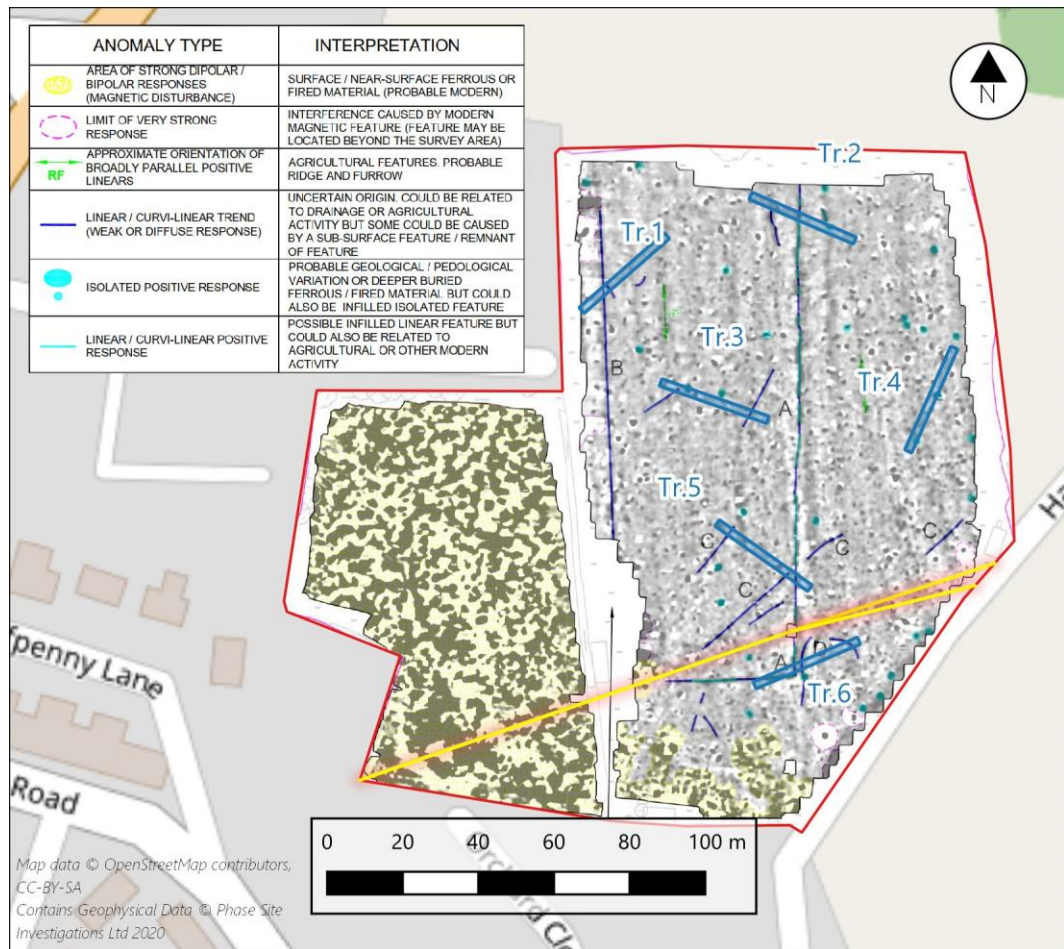 ANOMALY TYPE
INTERPRETATION
AREA OF STRONG DIPOLAR /
BIPOLAR RESPONSES
(MAGNETIC DISTURBANCE)
SURFACE / NEAR-SURFACE FERROUS OR
FIRED MATERIAL (PROBABLE MODERN)
LIMIT OF VERY STRONG
RESPONSE
INTERFERENCE CAUSED BY MODERN
MAGNETIC FEATURE (FEATURE MAY BE
LOCATED BEYOND THE SURVEY AREA)
RF
APPROXIMATE ORIENTATION OF
BROADLY PARALLEL POSITIVE
LINEARS
AGRICULTURAL FEATURES. PROBABLE
RIDGE AND FURROW
LINEAR / CURVI-LINEAR TREND
(WEAK OR DIFFUSE RESPONSE)
UNCERTAIN ORIGIN. COULD BE RELATED
TO DRAINAGE OR AGRICULTURAL
ACTIVITY BUT SOME COULD BE CAUSED
BY A SUB-SURFACE FEATURE / REMNANT
OF FEATURE
ISOLATED POSITIVE RESPONSE
PROBABLE GEOLOGICAL / PEDOLOGICAL
VARIATION OR DEEPER BURIED
FERROUS / FIRED MATERIAL BUT COULD
ALSO BE INFILLED ISOLATED FEATURE
LINEAR / CURVI-LINEAR POSITIVE
RESPONSE
POSSIBLE INFILLED LINEAR FEATURE BUT
COULD ALSO BE RELATED TO
AGRICULTURAL OR OTHER MODERN
ACTIVITY
N
Tr.2
Tr.1
Tr.3
B
Tr.4
A
Tr.5
C
C
C
C
Ha
D
A
Tr.6
penny Lane
Road
0 20 40 60 80 100 m
Orchard Clo
Map data © OpenStreetMap contributors,
CC-BY-SA
Contains Geophysical Data © Phase Site
Investigations Ltd 2020